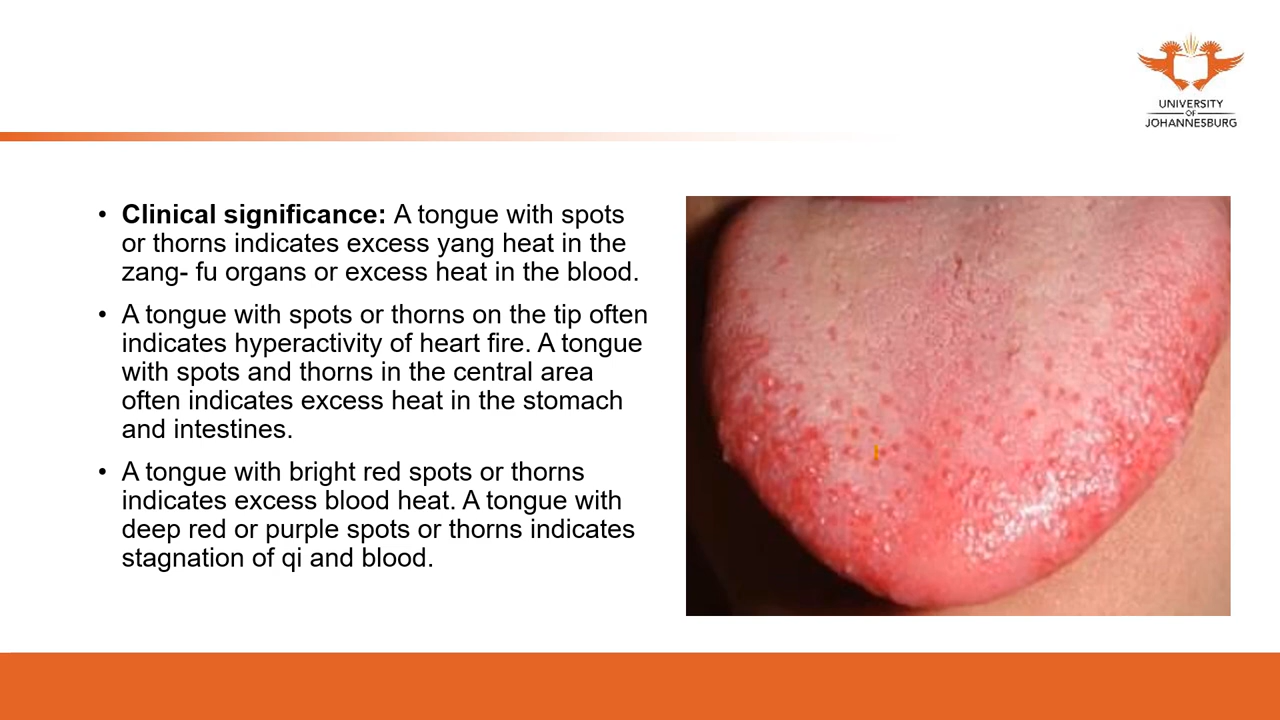 UNIVERSITY
OF
JOHANNESBURG
• Clinical significance: A tongue with spots
or thorns indicates excess yang heat in the
zang- fu organs or excess heat in the blood.
• A tongue with spots or thorns on the tip often
indicates hyperactivity of heart fire. A tongue
with spots and thorns in the central area
often indicates excess heat in the stomach
and intestines.
• A tongue with bright red spots or thorns
indicates excess blood heat. A tongue with
deep red or purple spots or thorns indicates
stagnation of qi and blood.